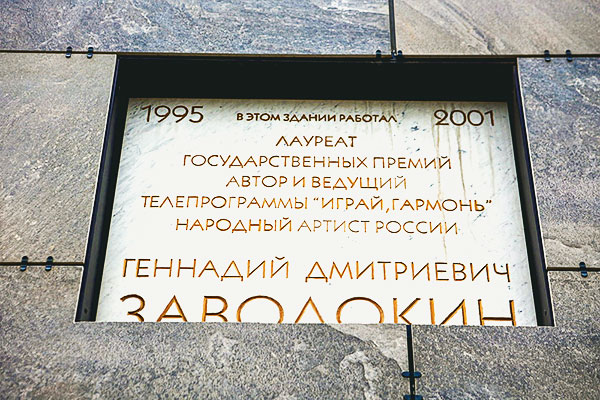 1995 В ЭТОМ ЗДАНИИ РАБОТАЛ 2001
ЛАУРЕАТ
ГОСУДАРСТВЕННЫХ ПРЕМИЙ
АВТОР И ВЕДУЩИЙ
ТЕЛЕПРОГРАММЫ "ИГРАЙ, ГАРМОНЬ"
НАРОДНЫЙ АРТИСТ РОССИИ
ГЕННАДИЙ ДМИТРИЕВИЧ
ЗАВОЛОКИН